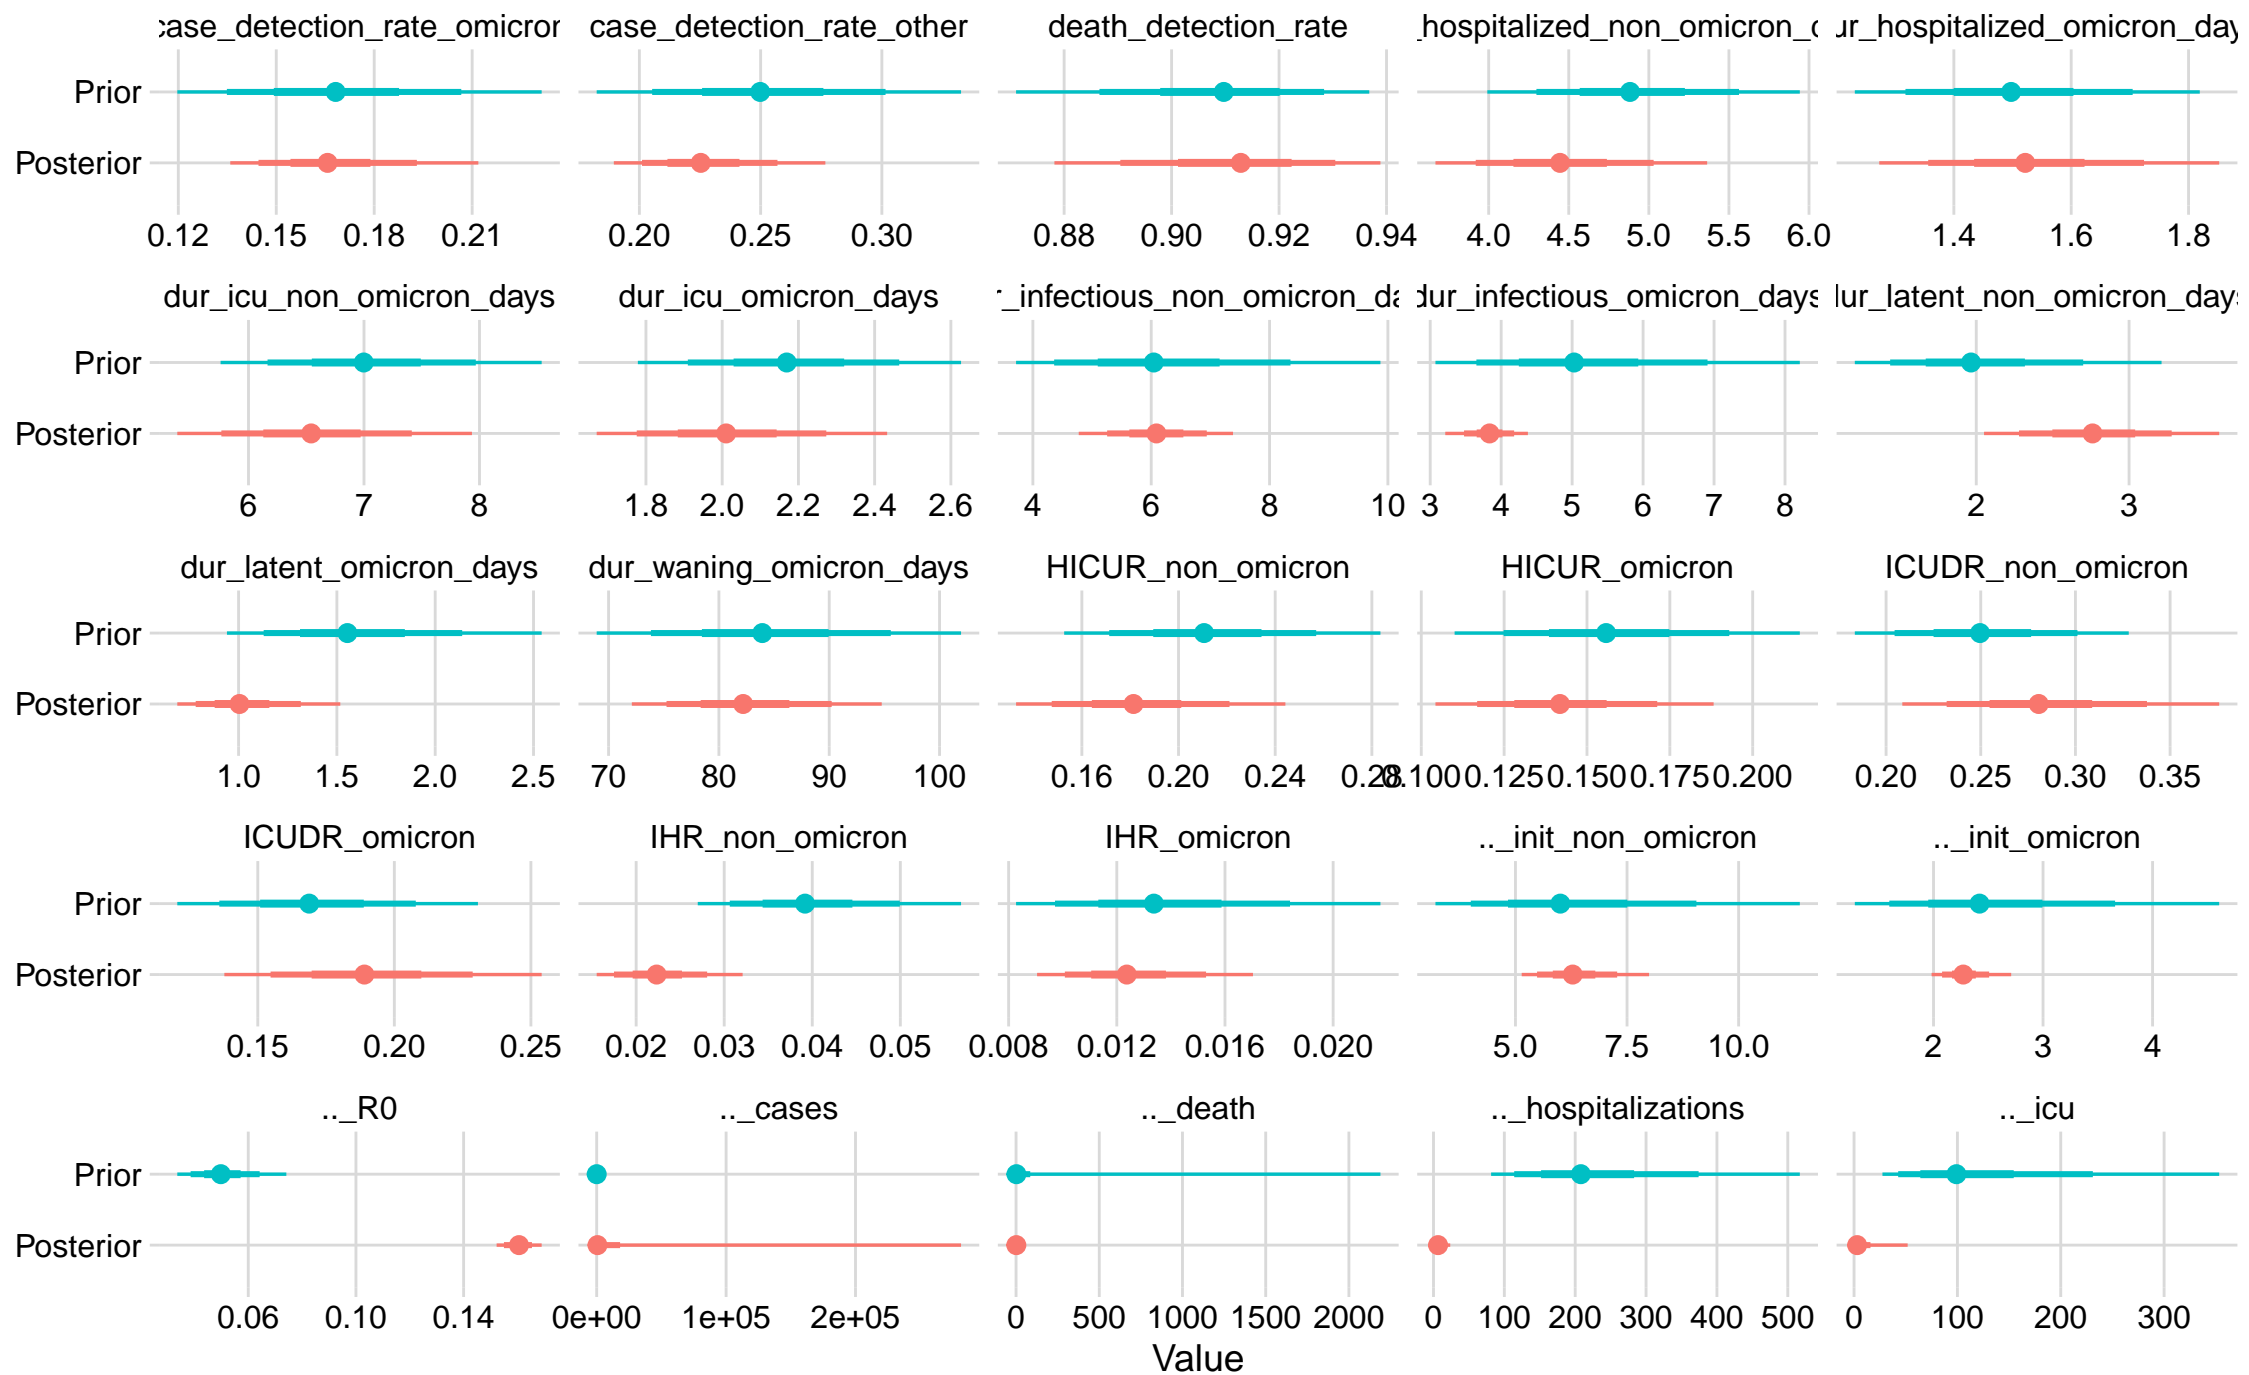 case_detection_rate_omicron case_detection_rate_other death_detection_rate _hospitalized_non_omicron_d ur_hospitalized_omicron_day
Prior
Posterior
0.12 0.15 0.18 0.21 0.20 0.25 0.30 0.88 0.90 0.92 0.94 4.0 4.5 5.0 5.5 6.0 1.4 1.6 1.8
dur_icu_non_omicron_days dur_icu_omicron_days r_infectious_non_omicron_da dur_infectious_omicron_days dur_latent_non_omicron_days
Prior
Posterior
6 7 8 1.8 2.0 2.2 2.4 2.6 4 6 8 10 3 4 5 6 7 8 2 3
dur_latent_omicron_days dur_waning_omicron_days HICUR_non_omicron HICUR_omicron ICUDR_non_omicron
Prior
Posterior
1.0 1.5 2.0 2.5 70 80 90 100 0.16 0.20 0.24 0.28 0.100 0.125 0.150 0.175 0.200 0.20 0.25 0.30 0.35
ICUDR_omicron IHR_non_omicron IHR_omicron .._init_non_omicron .._init_omicron
Prior
Posterior
0.15 0.20 0.25 0.02 0.03 0.04 0.05 0.008 0.012 0.016 0.020 5.0 7.5 10.0 2 3 4
.._R0 .._cases .._death .._hospitalizations .._icu
Prior
Posterior
0.06 0.10 0.14 0e+00 1e+05 2e+05 0 500 1000 1500 2000 0 100 200 300 400 500 0 100 200 300
Value